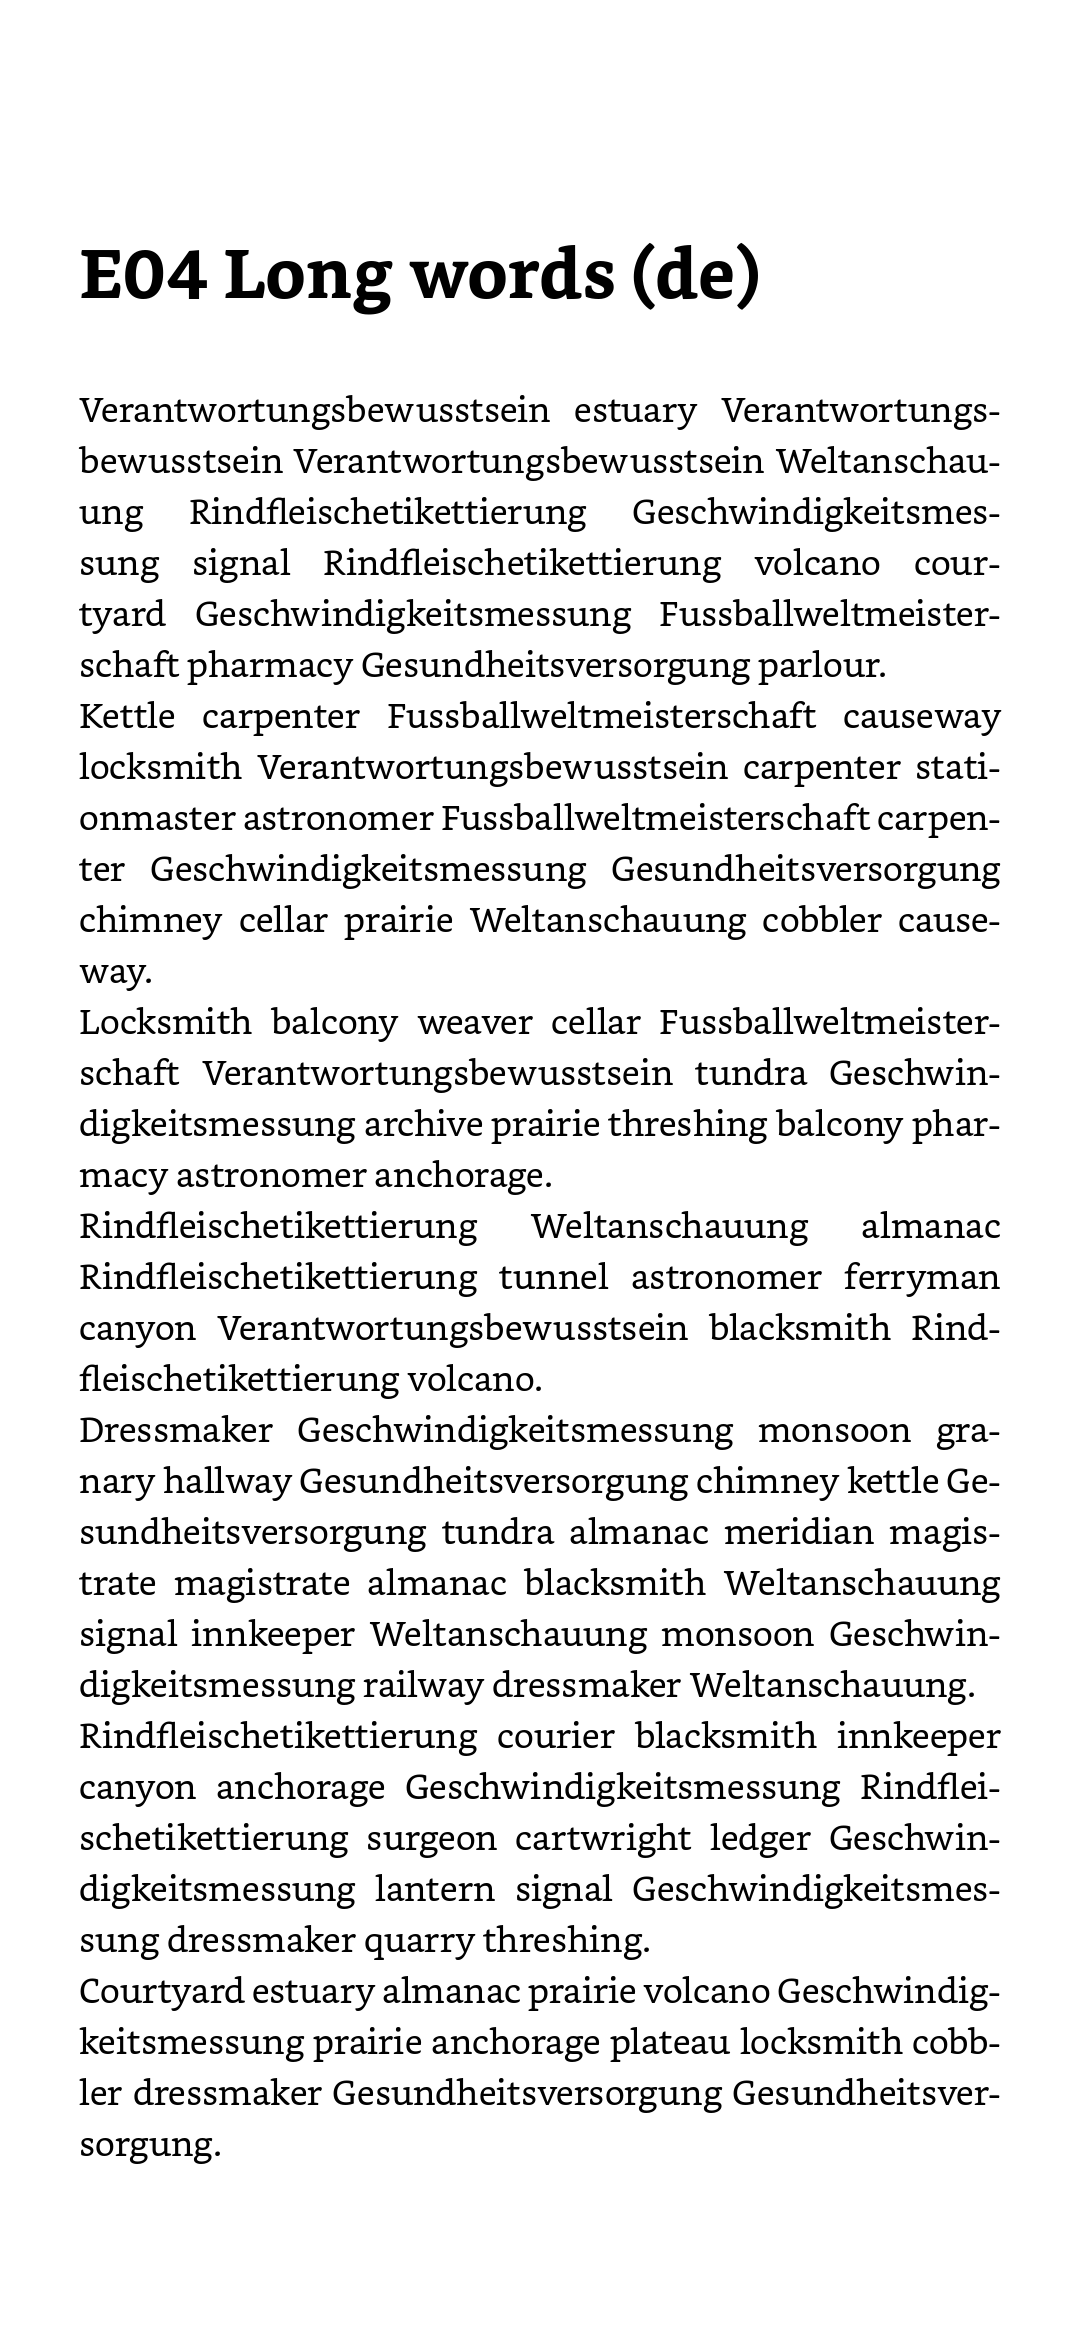 E04 Long words (de)
Verantwortungsbewusstsein estuary Verantwortungs-
bewusstsein Verantwortungsbewusstsein Weltanschau-
ung Rindfleischetikettierung Geschwindigkeitsmes-
sung signal Rindfleischetikettierung volcano cour-
tyard Geschwindigkeitsmessung Fussballweltmeister-
schaft pharmacy Gesundheitsversorgung parlour.
Kettle carpenter Fussballweltmeisterschaft causeway
locksmith Verantwortungsbewusstsein carpenter stati-
onmaster astronomer Fussballweltmeisterschaft carpen-
ter Geschwindigkeitsmessung Gesundheitsversorgung
chimney cellar prairie Weltanschauung cobbler cause-
way.
Locksmith balcony weaver cellar Fussballweltmeister-
schaft Verantwortungsbewusstsein tundra Geschwin-
digkeitsmessung archive prairie threshing balcony phar-
macy astronomer anchorage.
Rindfleischetikettierung Weltanschauung almanac
Rindfleischetikettierung tunnel astronomer ferryman
canyon Verantwortungsbewusstsein blacksmith Rind-
fleischetikettierung volcano.
Dressmaker Geschwindigkeitsmessung monsoon gra-
nary hallway Gesundheitsversorgung chimney kettle Ge-
sundheitsversorgung tundra almanac meridian magis-
trate magistrate almanac blacksmith Weltanschauung
signal innkeeper Weltanschauung monsoon Geschwin-
digkeitsmessung railway dressmaker Weltanschauung.
Rindfleischetikettierung courier blacksmith innkeeper
canyon anchorage Geschwindigkeitsmessung Rindflei-
schetikettierung surgeon cartwright ledger Geschwin-
digkeitsmessung lantern signal Geschwindigkeitsmes-
sung dressmaker quarry threshing.
Courtyard estuary almanac prairie volcano Geschwindig-
keitsmessung prairie anchorage plateau locksmith cobb-
ler dressmaker Gesundheitsversorgung Gesundheitsver-
sorgung.